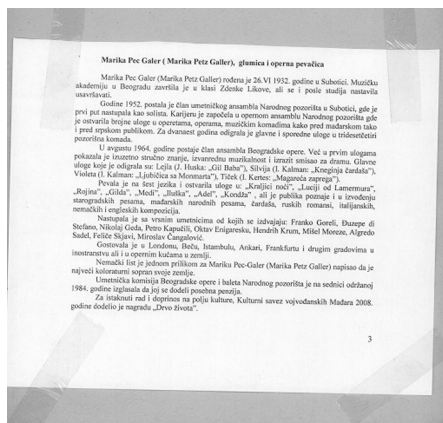 Marika Pec Galer ( Marika Petz Galler), glumica i operna pevačica
Marika Pec Galer (Marika Petz Galler) rođena je 26.VI 1932. godine u Subotici. Muzičku
akademiju u Beogradu završila je u klasi Zdenke Likove, ali se i posle studija nastavila
usavršavati.
Godine 1952. postala je član umetničkog ansambla Narodnog pozorišta u Subotici, gde je
prvi put nastupala kao solista. Karijeru je započela u opernom ansamblu Narodnog pozorišta gde
je ostvarila brojne uloge u operetama, operama, muzičkim komadima kako pred mađarskom tako
i pred srpskom publikom. Za dvanaest godina odigrala je glavne i sporedne uloge u tridesetčetiri
pozorišna komada.
U avgustu 1964. godine postaje član ansambla Beogradske opere. Već u prvim ulogama
pokazala je izuzetno stručno znanje, izvanrednu muzikalnost i izrazit smisao za dramu. Glavne
uloge koje je odigrala su: Lejla (J. Huska: „Gil Baba"), Silvija (I. Kalman: „Kneginja čardaša"),
Violeta (I. Kalman: „Ljubičica sa Monmarta"), Tiček (I. Kertes: „Magareća zaprega").
Pevala je na šest jezika i ostvarila uloge u: „Kraljici noći", „Luciji od Lamermura",
„Rojina", „Gilda", „Medi", „Iluška", „Adel", „Kondža" , ali je publika poznaje i u izvođenju
starogradskih pesama, mađarskih narodnih pesama, čardaša, ruskih romansi, italijanskih,
nemačkih i engleskih kompozicija.
Nastupala je sa vrsnim umetnicima od kojih se izdvajaju: Franko Goreli, Đuzepe di
Stefano, Nikolaj Geda, Petro Kapučili, Oktav Enigaresku, Hendrih Krum, Mišel Moreze, Algredo
Sadel, Feliče Skjavi, Miroslav Čangalović.
Gostovala je u Londonu, Beču, Istambulu, Ankari, Frankfurtu i drugim gradovima u
inostranstvu ali i u opernim kućama u zemlji.
Nemački list je jednom prilikom za Mariku Pec-Galer (Marika Petz Galler) napisao da je
najveći koloraturni sopran svoje zemlje.
Umetnička komisija Beogradske opere i baleta Narodnog pozorišta je na sednici održanoj
1984. godine izglasala da joj se dodeli posebna penzija.
Za istaknuti rad i doprinos na polju kulture, Kulturni savez vojvođanskih Mađara 2008.
godine dodelio je nagradu „Drvo života".
3